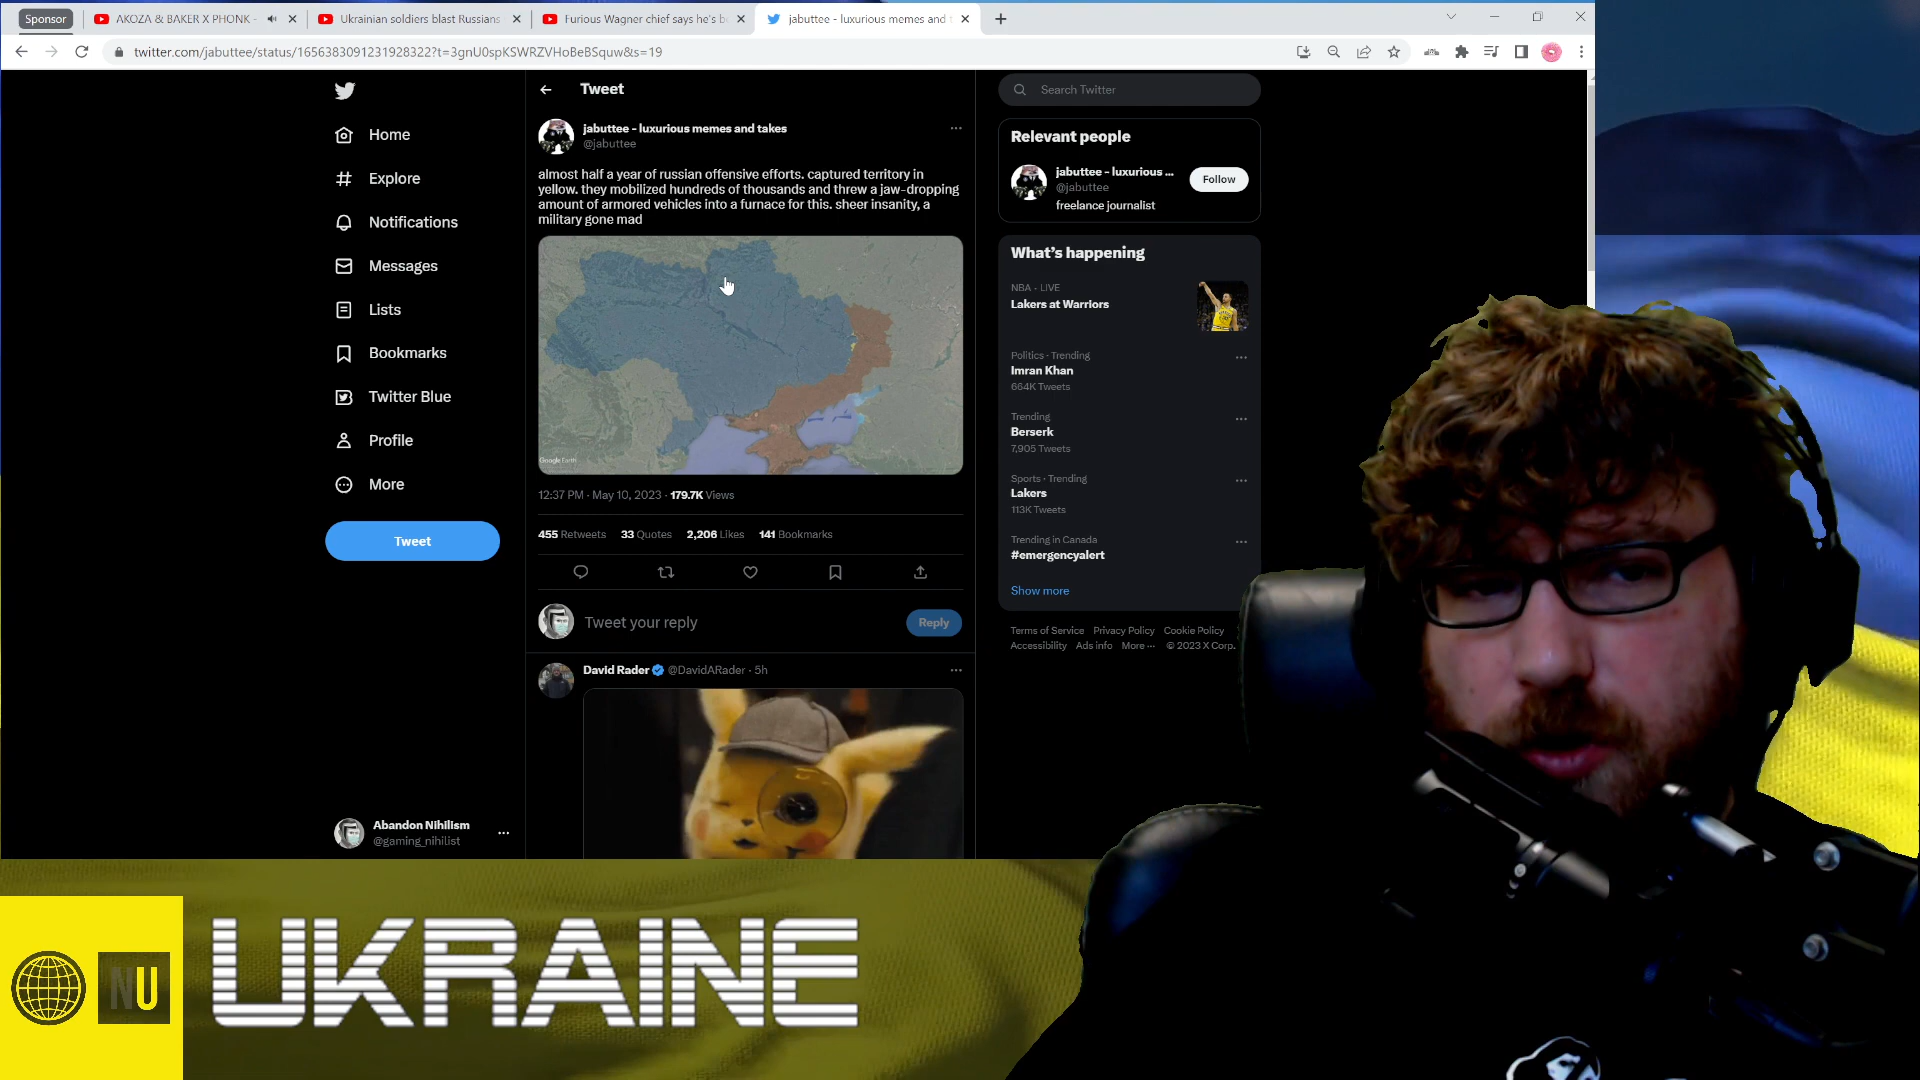 Sponsor
AKOZA & BAKER X PHONK -
Ukrainian soldiers blast Russians
Furious Wagner chief says he's b
jabuttee - luxurious memes and
twitter.com/jabuttee/status/1656383091231928322?t=3gnU0spKSWRZVHoBeBSquw&s=19
Home
Explore
Notifications
Messages
Lists
Bookmarks
Twitter Blue
Profile
More
Tweet
Abandon Nihilism
@gaming_nihilist
Tweet
jabuttee - luxurious memes and takes
@jabuttee
almost half a year of russian offensive efforts. captured territory in
yellow. they mobilized hundreds of thousands and threw a jaw-dropping
amount of armored vehicles into a furnace for this. sheer insanity, a
military gone mad
Google Earth
12:37 PM · May 10, 2023 · 179.7K Views
455 Retweets 33 Quotes 2,206 Likes 141 Bookmarks
Tweet your reply
Reply
David Rader @DavidARader · 5h
Search Twitter
Relevant people
jabuttee - luxurious ...
@jabuttee
Follow
freelance journalist
What's happening
NBA · LIVE
Lakers at Warriors
Politics · Trending
Imran Khan
664K Tweets
Trending
Berserk
7,905 Tweets
Sports · Trending
Lakers
113K Tweets
Trending in Canada
#emergencyalert
Show more
Terms of Service Privacy Policy Cookie Policy
Accessibility Ads info More ··· © 2023 X Corp.
NU
UKRAINE